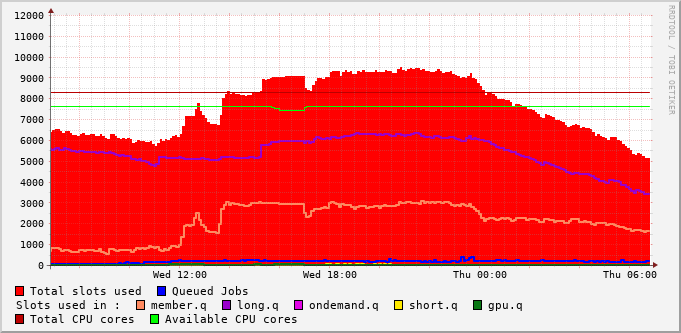 12000
11000
10000
9000
8000
7000
6000
5000
4000
3000
2000
1000
0
Wed 12:00 Wed 18:00 Thu 00:00 Thu 06:00
RRDTOOL / TOBI OETIKER
Total slots used Queued Jobs
Slots used in : member.q long.q ondemand.q short.q gpu.q
Total CPU cores Available CPU cores